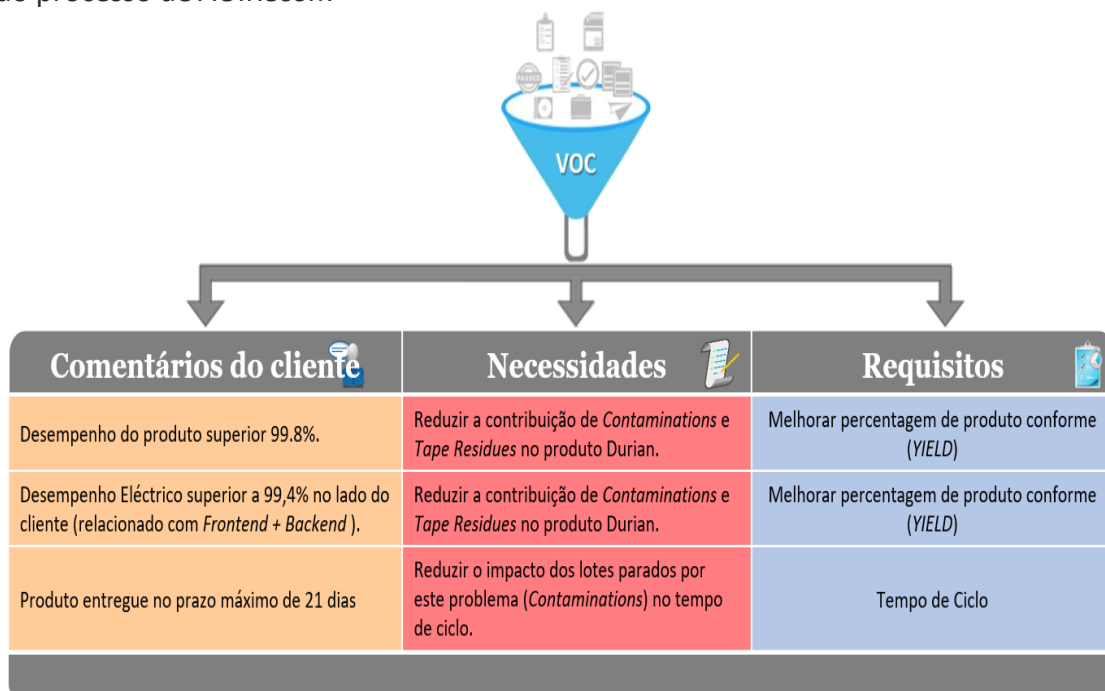 VOC
PASSED
Comentários do cliente
Necessidades
Requisitos
Desempenho do produto superior 99.8%.
Reduzir a contribuição de Contaminations e
Tape Residues no produto Durian.
Melhorar percentagem de produto conforme
(YIELD)
Desempenho Eléctrico superior a 99,4% no lado do
cliente (relacionado com Frontend + Backend ).
Reduzir a contribuição de Contaminations e
Tape Residues no produto Durian.
Melhorar percentagem de produto conforme
(YIELD)
Produto entregue no prazo máximo de 21 dias
Reduzir o impacto dos lotes parados por
este problema (Contaminations) no tempo
de ciclo.
Tempo de Ciclo